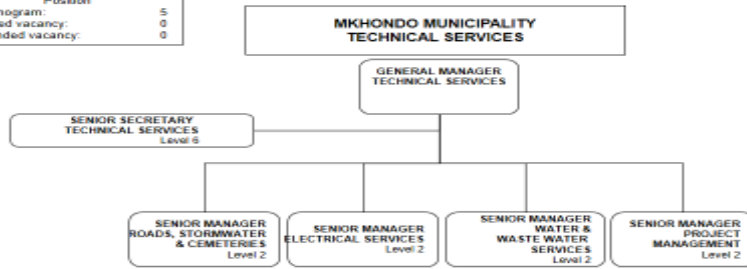 Position
nogram: 5
ed vacancy: 0
nded vacancy: 0
MKHONDO MUNICIPALITY
TECHNICAL SERVICES
GENERAL MANAGER
TECHNICAL SERVICES
SENIOR SECRETARY
TECHNICAL SERVICES
Level 6
SENIOR MANAGER
ROADS, STORMWATER
& CEMETERIES
Level 2
SENIOR MANAGER
ELECTRICAL SERVICES
Level 2
SENIOR MANAGER
WATER &
WASTE WATER
SERVICES
Level 2
SENIOR MANAGER
PROJECT
MANAGEMENT
Level 2